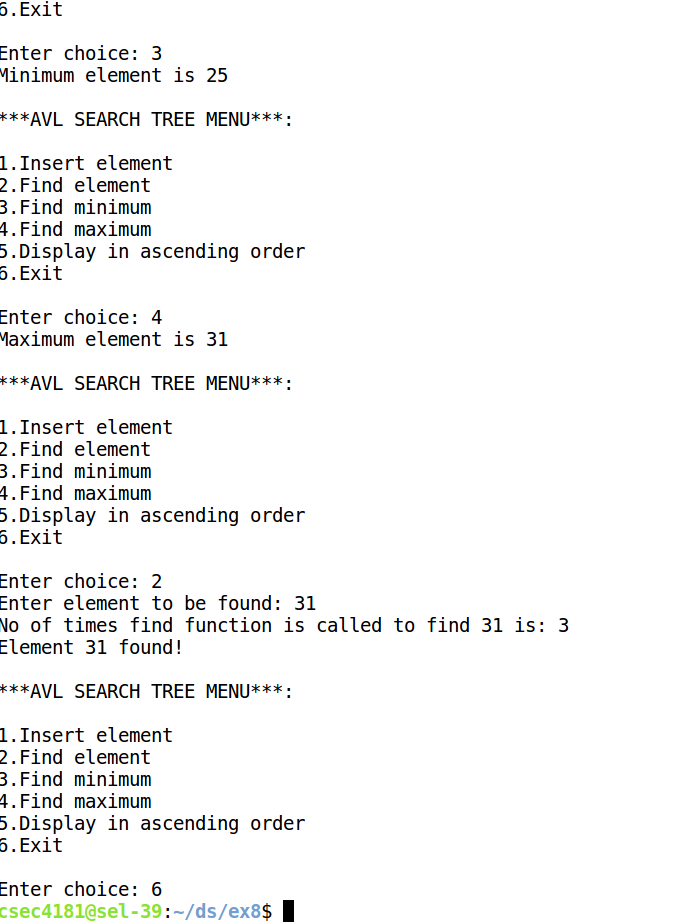 6.Exit
Enter choice: 3
Minimum element is 25
***AVL SEARCH TREE MENU***:
1.Insert element
2.Find element
3.Find minimum
4.Find maximum
5.Display in ascending order
6.Exit
Enter choice: 4
Maximum element is 31
***AVL SEARCH TREE MENU***:
1.Insert element
2.Find element
3.Find minimum
4.Find maximum
5.Display in ascending order
6.Exit
Enter choice: 2
Enter element to be found: 31
No of times find function is called to find 31 is: 3
Element 31 found!
***AVL SEARCH TREE MENU***:
1.Insert element
2.Find element
3.Find minimum
4.Find maximum
5.Display in ascending order
6.Exit
Enter choice: 6
csec4181@sel-39:~/ds/ex8$